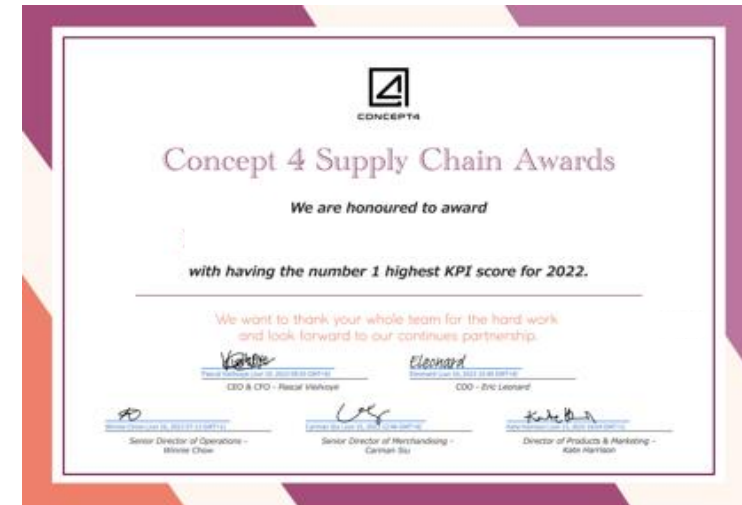 CONCEPT4
Concept 4 Supply Chain Awards
We are honoured to award
with having the number 1 highest KPI score for 2022.
We want to thank your whole team for the hard work
and look forward to our continues partnership.
Eleonard
CEO & CFO – Pascal
COO – Eric Leonard
Senior Director of Operations –
Winnie Chow
Senior Director of Merchandising –
Carman Siu
Director of Products & Marketing –
Kate Harrison